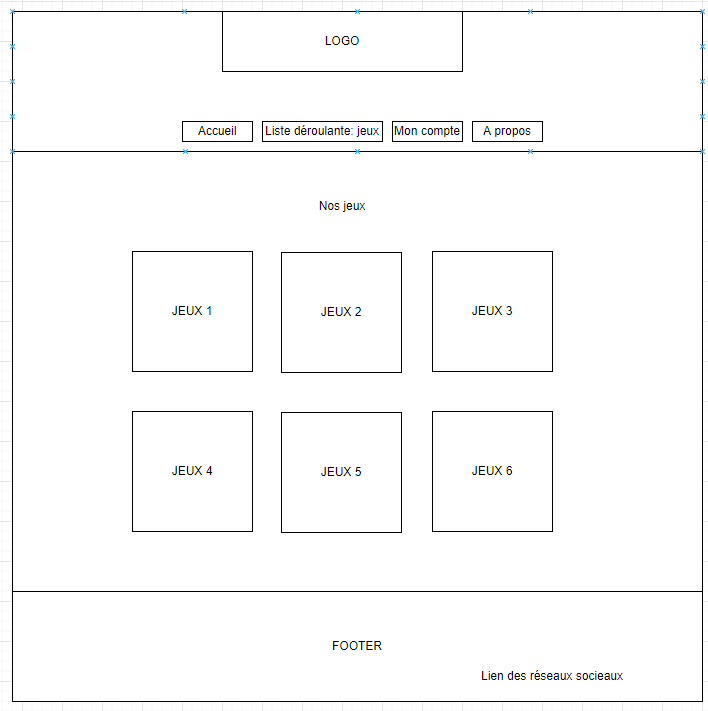 LOGO
Accueil
Liste déroulante: jeux
Mon compte
A propos
Nos jeux
JEUX 1
JEUX 2
JEUX 3
JEUX 4
JEUX 5
JEUX 6
FOOTER
Lien des réseaux socieaux